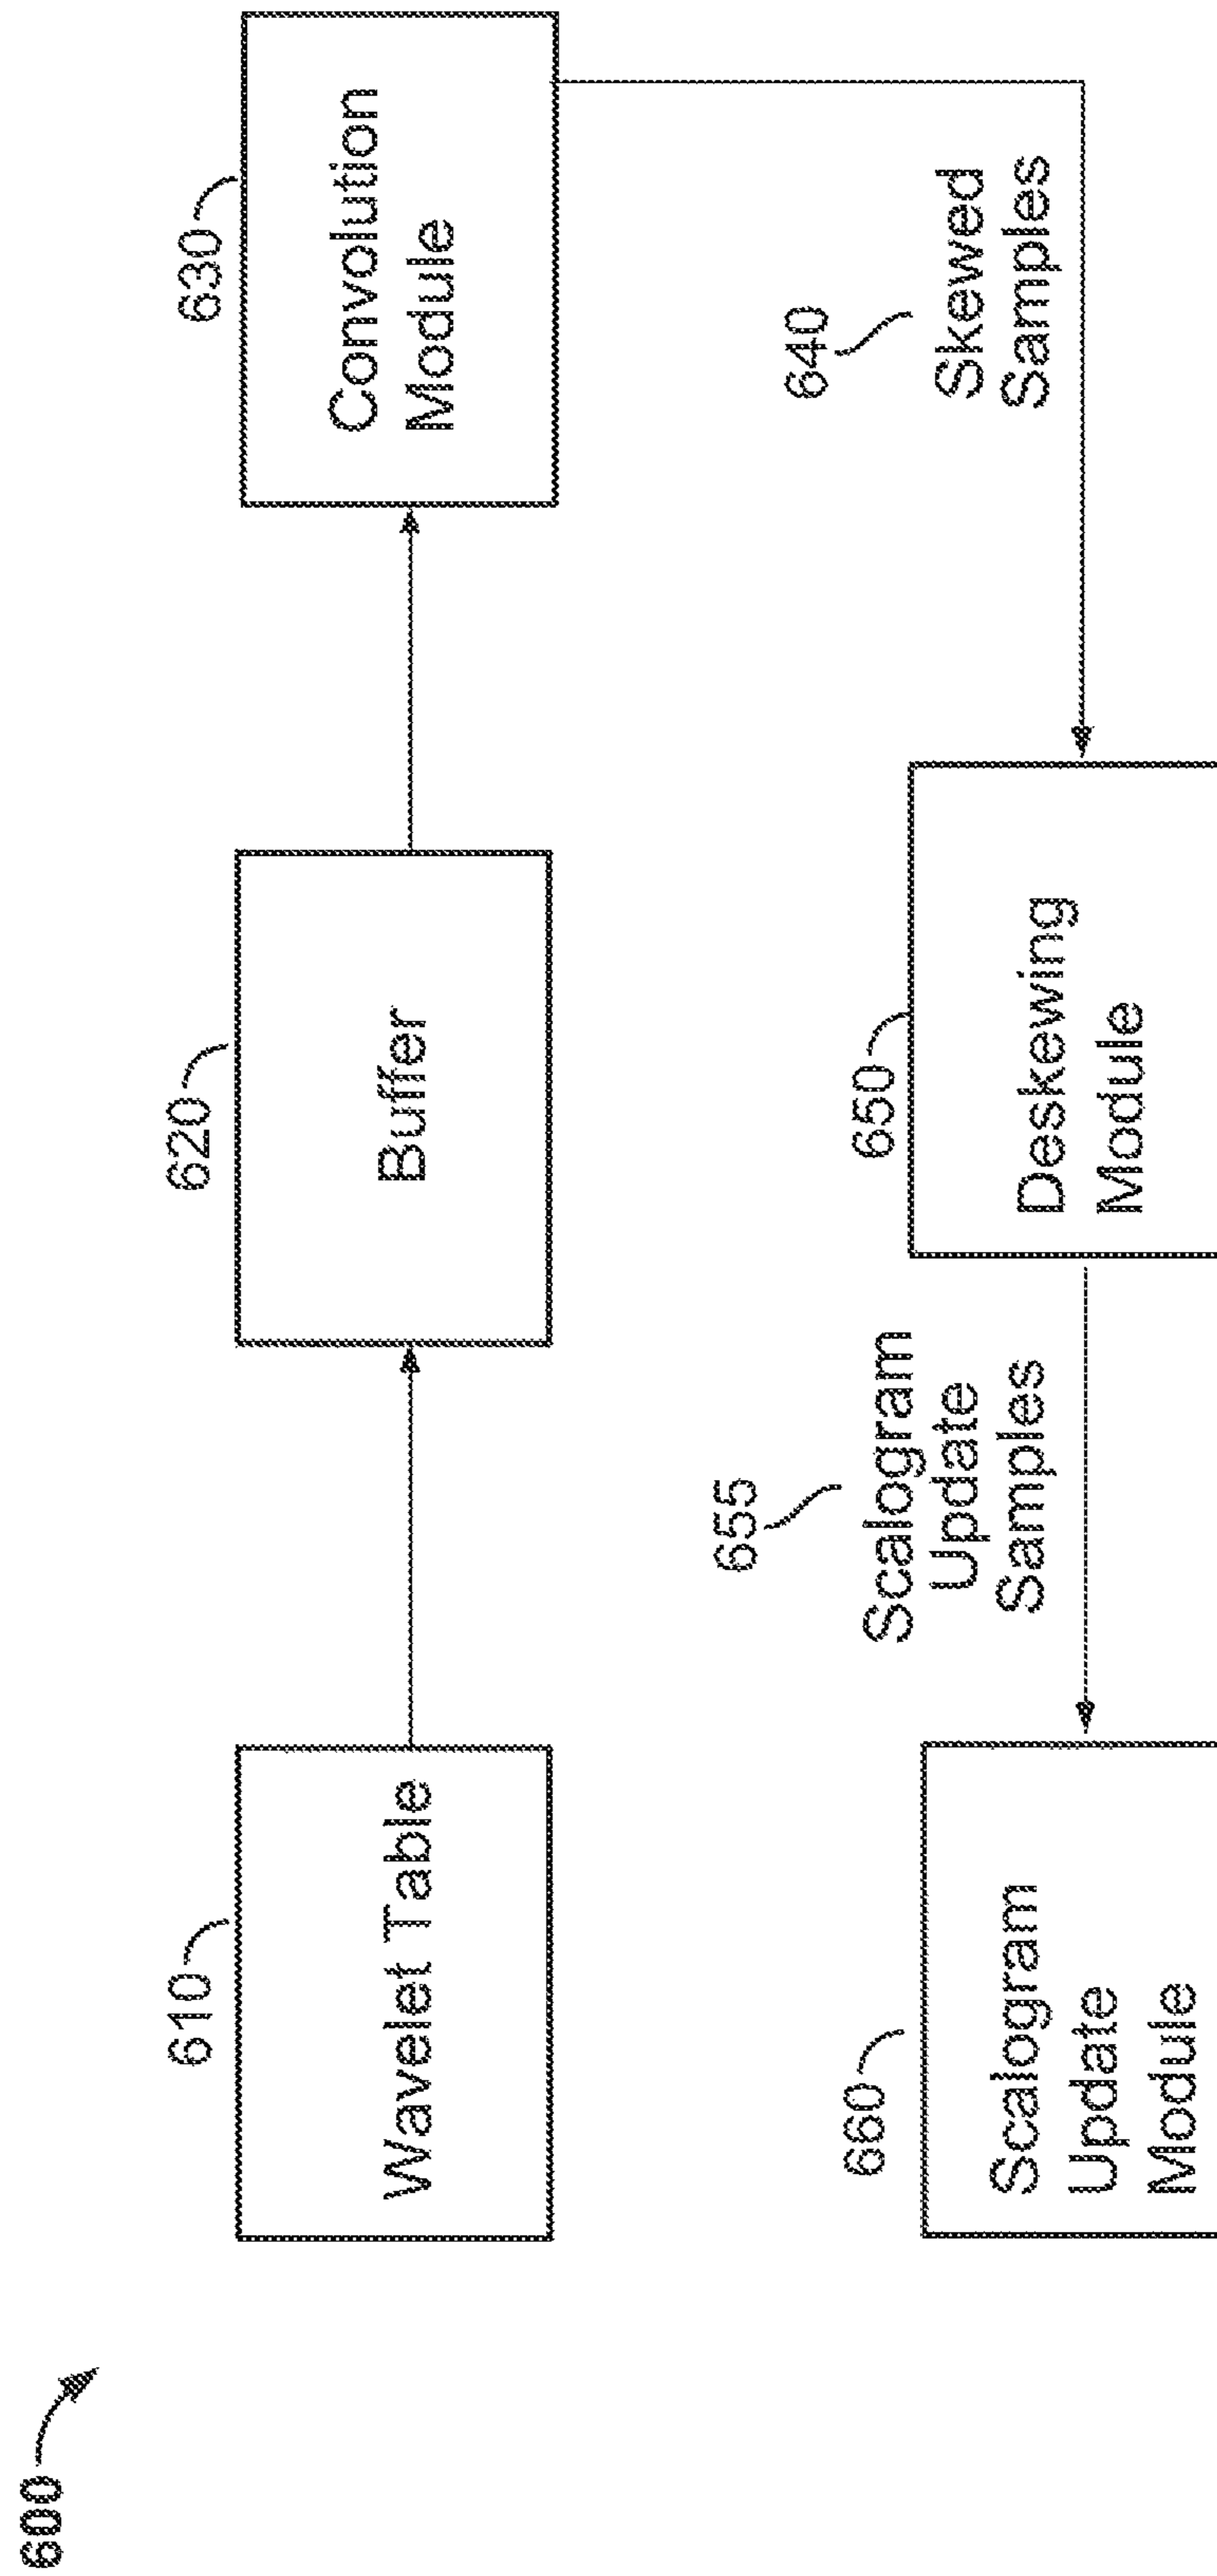 600
610
Wavelet Table
620
Buffer
630
Convolution
Module
640
Skewed
Samples
650
Deskewing
Module
655
Scalogram
Update
Samples
660
Scalogram
Update
Module